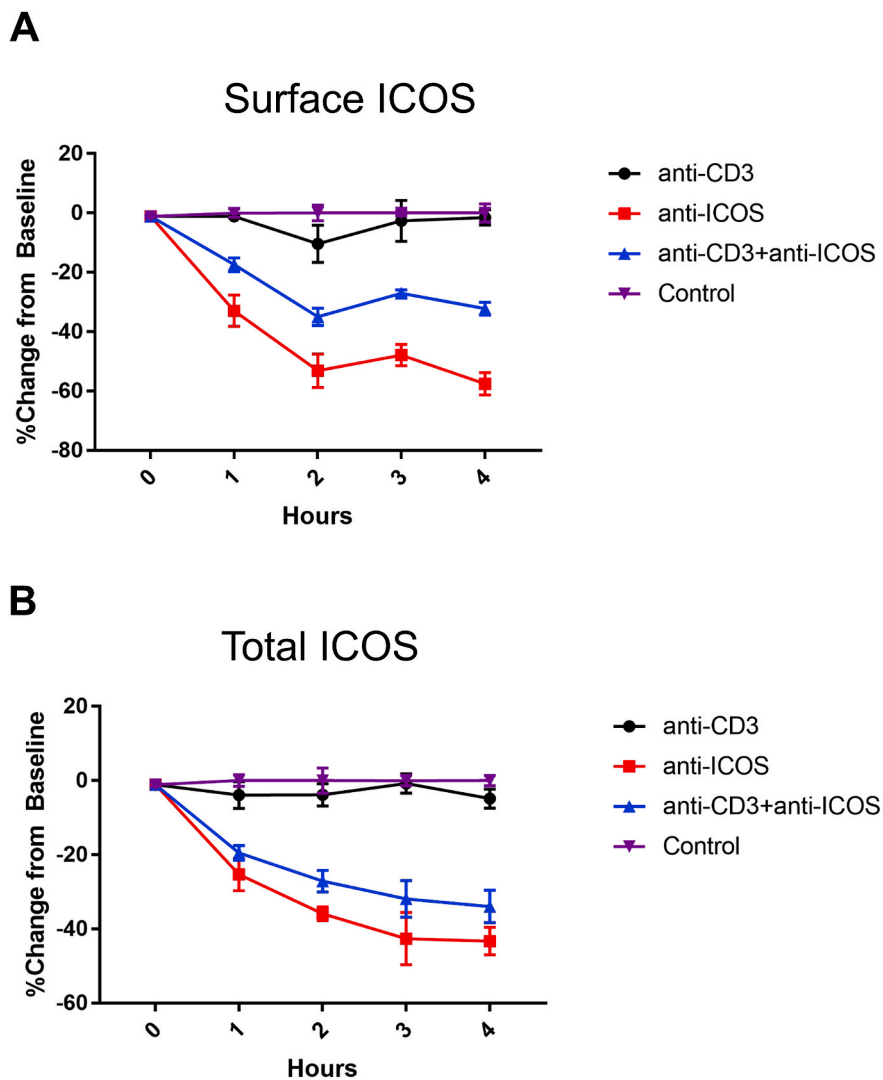 A
Surface ICOS
%Change from Baseline
20
0
-20
-40
-60
-80
0 1 2 3 4
Hours
anti-CD3
anti-ICOS
anti-CD3+anti-ICOS
Control
B
Total ICOS
%Change from Baseline
20
0
-20
-40
-60
0 1 2 3 4
Hours
anti-CD3
anti-ICOS
anti-CD3+anti-ICOS
Control